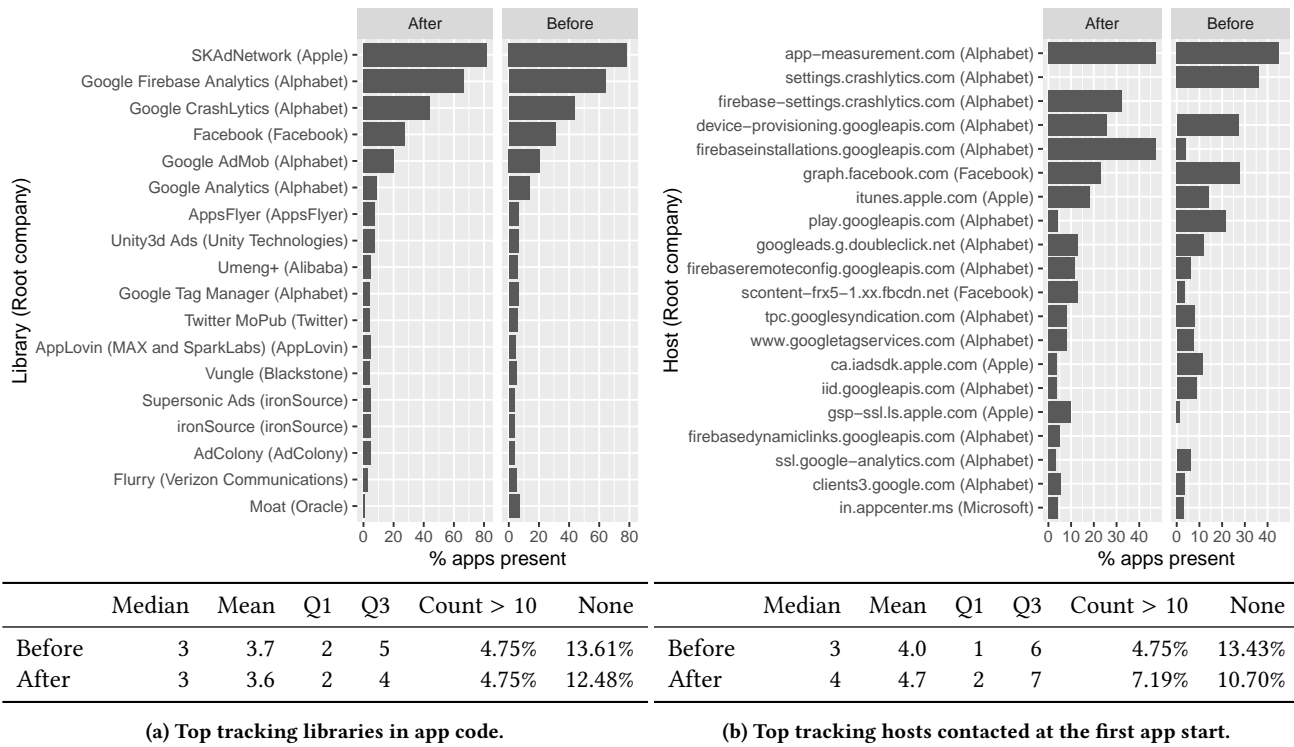 After Before
SKAdNetwork (Apple)
Google Firebase Analytics (Alphabet)
Google CrashLytics (Alphabet)
Facebook (Facebook)
Google AdMob (Alphabet)
Google Analytics (Alphabet)
AppsFlyer (AppsFlyer)
Unity3d Ads (Unity Technologies)
Umeng+ (Alibaba)
Google Tag Manager (Alphabet)
Twitter MoPub (Twitter)
AppLovin (MAX and SparkLabs) (AppLovin)
Vungle (Blackstone)
Supersonic Ads (ironSource)
ironSource (ironSource)
AdColony (AdColony)
Flurry (Verizon Communications)
Moat (Oracle)
Library (Root company)
0 20 40 60 80 0 20 40 60 80
% apps present
Median Mean Q1 Q3 Count > 10 None
Before 3 3.7 2 5 4.75% 13.61%
After 3 3.6 2 4 4.75% 12.48%
(a) Top tracking libraries in app code.
After Before
app−measurement.com (Alphabet)
settings.crashlytics.com (Alphabet)
firebase−settings.crashlytics.com (Alphabet)
device−provisioning.googleapis.com (Alphabet)
firebaseinstallations.googleapis.com (Alphabet)
graph.facebook.com (Facebook)
itunes.apple.com (Apple)
play.googleapis.com (Alphabet)
googleads.g.doubleclick.net (Alphabet)
firebaseremoteconfig.googleapis.com (Alphabet)
scontent−frx5−1.xx.fbcdn.net (Facebook)
tpc.googlesyndication.com (Alphabet)
www.googletagservices.com (Alphabet)
ca.iadsdk.apple.com (Apple)
iid.googleapis.com (Alphabet)
gsp−ssl.ls.apple.com (Apple)
firebasedynamiclinks.googleapis.com (Alphabet)
ssl.google−analytics.com (Alphabet)
clients3.google.com (Alphabet)
in.appcenter.ms (Microsoft)
Host (Root company)
0 10 20 30 40 0 10 20 30 40
% apps present
Median Mean Q1 Q3 Count > 10 None
Before 3 4.0 1 6 4.75% 13.43%
After 4 4.7 2 7 7.19% 10.70%
(b) Top tracking hosts contacted at the first app start.